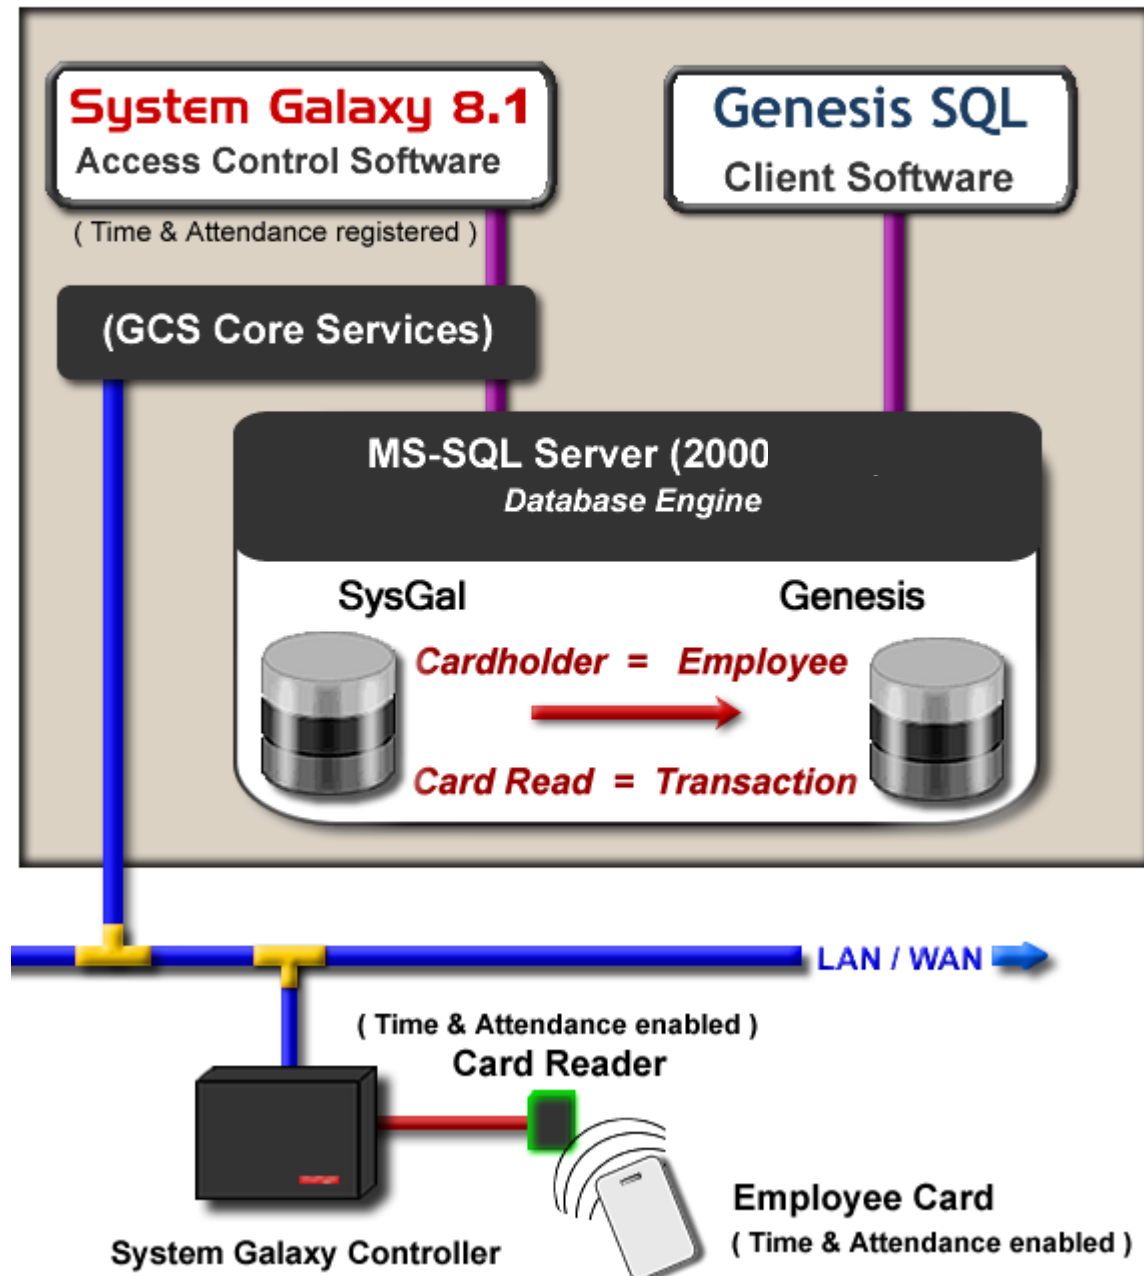 System Galaxy 8.1
Access Control Software
( Time & Attendance registered )
Genesis SQL
Client Software
(GCS Core Services)
MS-SQL Server (2000
Database Engine
SysGal
Genesis
Cardholder = Employee
Card Read = Transaction
LAN / WAN
( Time & Attendance enabled )
Card Reader
Employee Card
( Time & Attendance enabled )
System Galaxy Controller